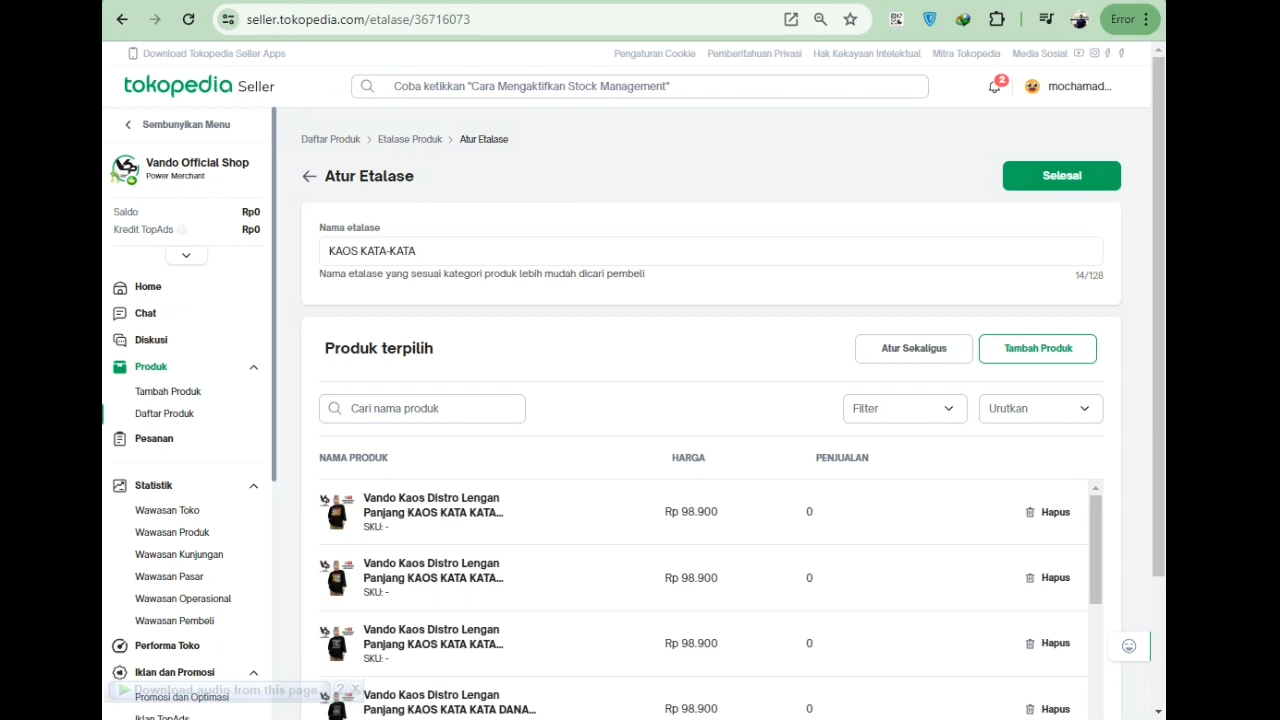 seller.tokopedia.com/etalase/36716073
Error
Download Tokopedia Seller Apps
Pengaturan Cookie
Pemberitahuan Privasi
Hak Kekayaan Intelektual
Mitra Tokopedia
Media Sosial
tokopedia Seller
Coba ketikkan "Cara Mengaktifkan Stock Management"
2
mochamad...
Sembunyikan Menu
Vando Official Shop
Power Merchant
Saldo Rp0
Kredit TopAds Rp0
Home
Chat
Diskusi
Produk
Tambah Produk
Daftar Produk
Pesanan
Statistik
Wawasan Toko
Wawasan Produk
Wawasan Kunjungan
Wawasan Pasar
Wawasan Operasional
Wawasan Pembeli
Performa Toko
Iklan dan Promosi
Download audio from this page ? X
Promosi dan Optimasi
Iklan TopAds
Daftar Produk > Etalase Produk > Atur Etalase
Atur Etalase
Selesai
Nama etalase
KAOS KATA-KATA
Nama etalase yang sesuai kategori produk lebih mudah dicari pembeli
14/128
Produk terpilih
Atur Sekaligus
Tambah Produk
Cari nama produk
Filter
Urutkan
NAMA PRODUK HARGA PENJUALAN
Vando Kaos Distro Lengan
Panjang KAOS KATA KATA...
SKU: -
Rp 98.900 0 Hapus
Vando Kaos Distro Lengan
Panjang KAOS KATA KATA...
SKU: -
Rp 98.900 0 Hapus
Vando Kaos Distro Lengan
Panjang KAOS KATA KATA...
SKU: -
Rp 98.900 0 Hapus
Vando Kaos Distro Lengan
Panjang KAOS KATA KATA DANA...
Rp 98.900 0 Hapus